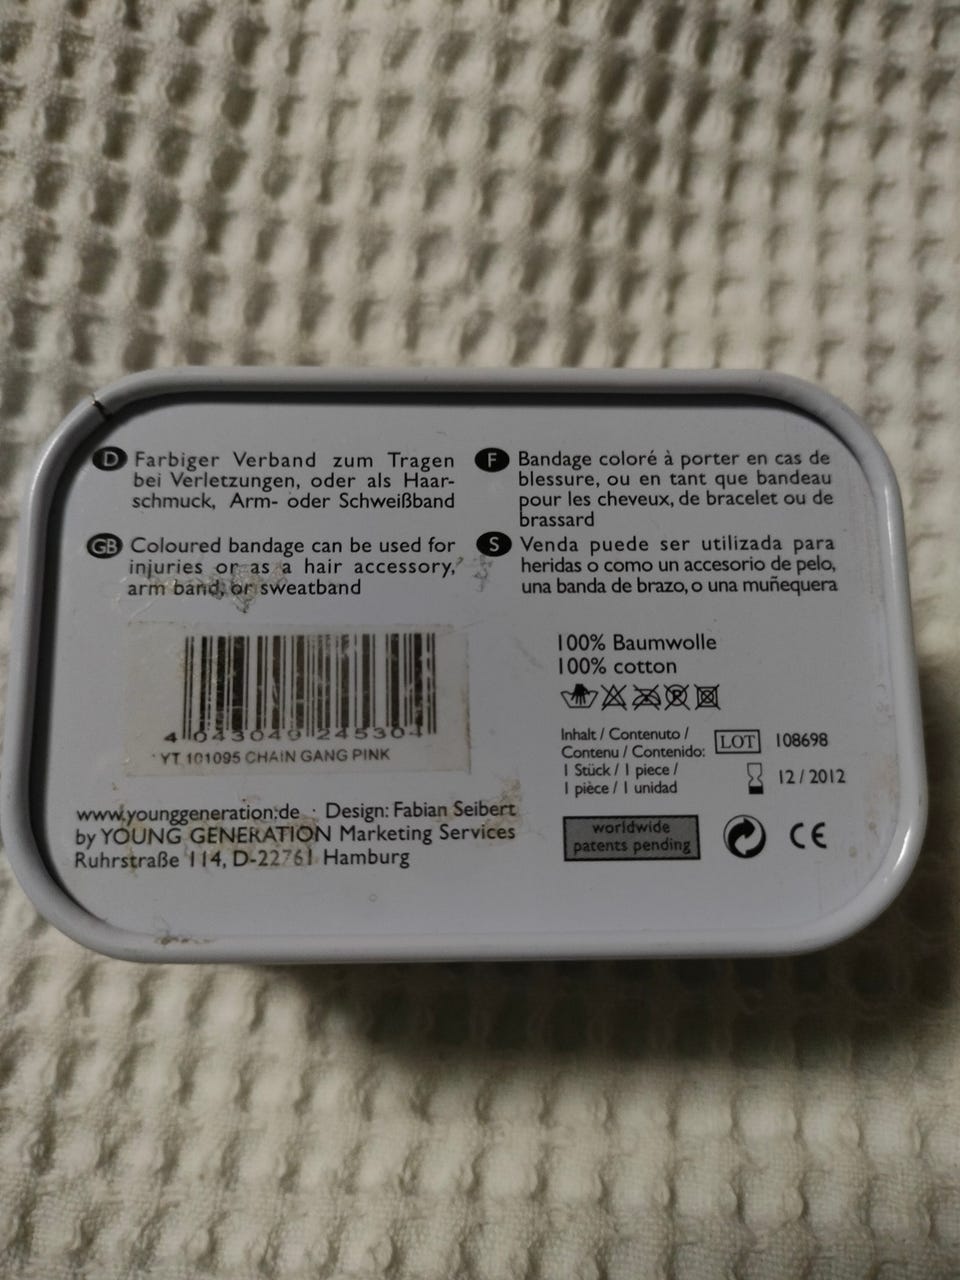 D Farbiger Verband zum Tragen
bei Verletzungen, oder als Haar-
schmuck, Arm- oder Schweißband
GB Coloured bandage can be used for
injuries or as a hair accessory,
arm band, or sweatband
F Bandage coloré à porter en cas de
blessure, ou en tant que bandeau
pour les cheveux, de bracelet ou de
brassard
S Venda puede ser utilizada para
heridas o como un accesorio de pelo,
una banda de brazo, o una muñequera
4 043049 245304
YT 101095 CHAIN GANG PINK
www.younggeneration.de · Design: Fabian Seibert
by YOUNG GENERATION Marketing Services
Ruhrstraße 114, D-22761 Hamburg
100% Baumwolle
100% cotton
Inhalt / Contenuto /
Contenu / Contenido:
1 Stück / 1 piece /
1 pièce / 1 unidad
LOT 108698
12 / 2012
worldwide
patents pending
CE